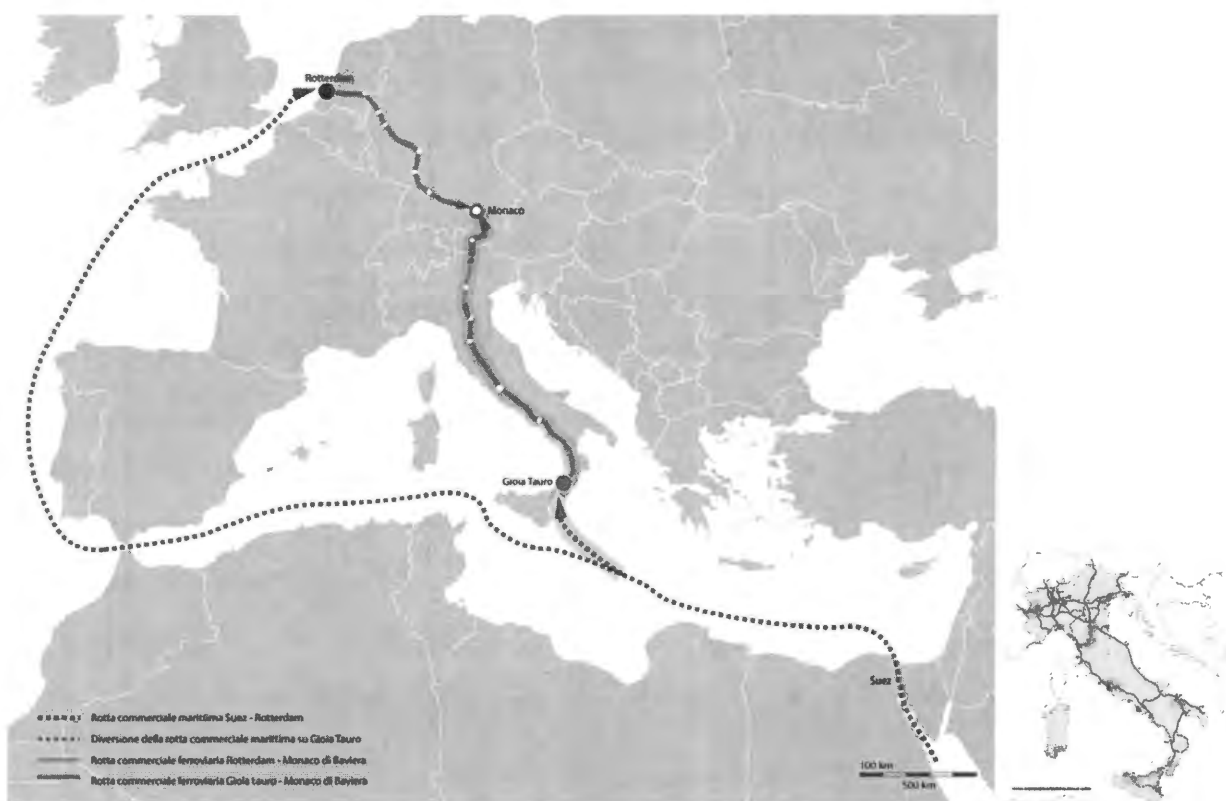 Rotterdam
Monaco
Gioia Tauro
Suez
Rotta commerciale marittima Suez - Rotterdam
Diversione della rotta commerciale marittima su Gioia Tauro
Rotta commerciale ferroviaria Rotterdam - Monaco di Baviera
Rotta commerciale ferroviaria Gioia tauro - Monaco di Baviera
100 km
500 km